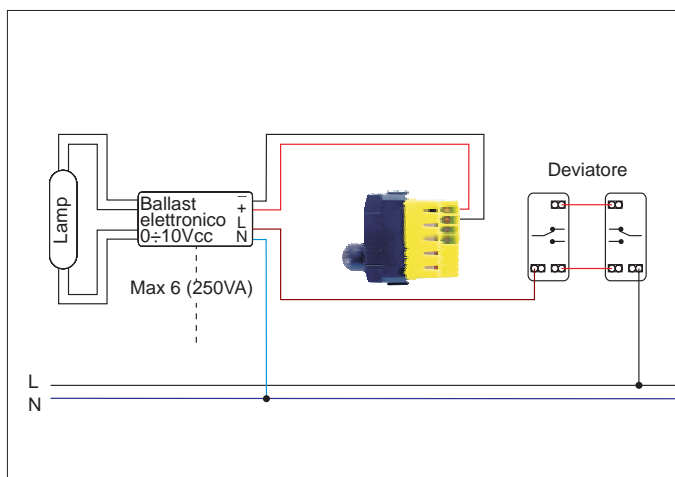 Deviatore
Lamp
Ballast
elettronico
0÷10Vcc
–
+
L
N
Max 6 (250VA)
L
N